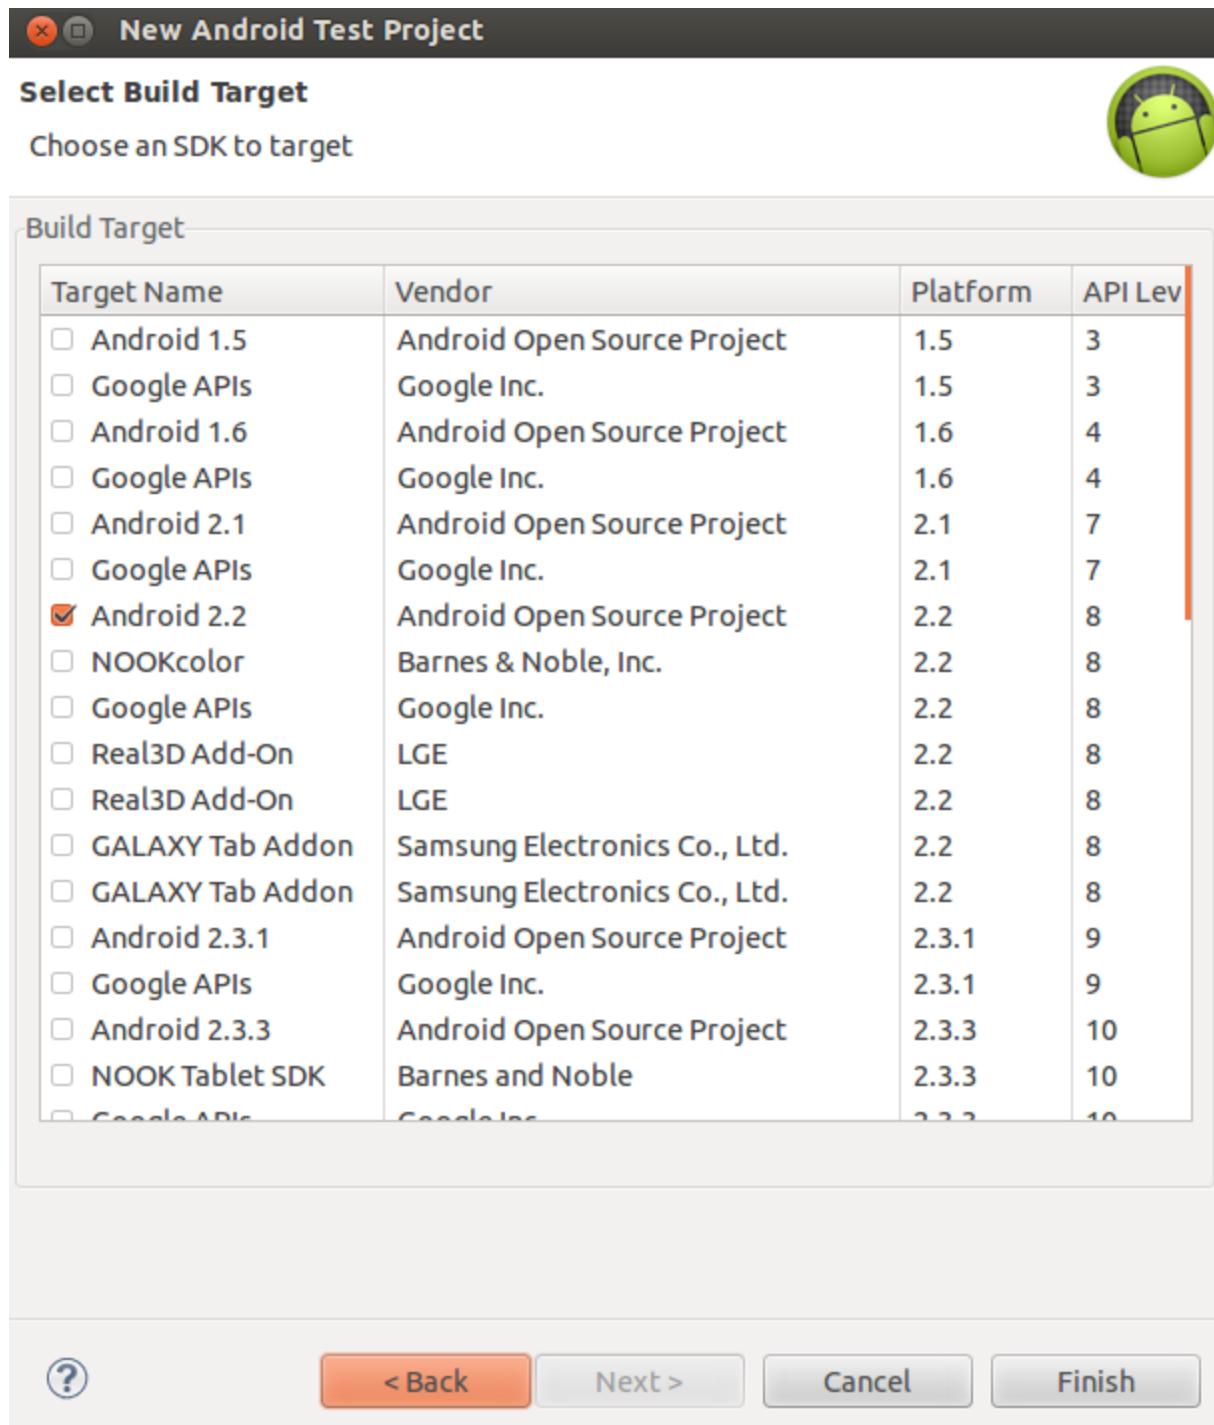 New Android Test Project
Select Build Target
Choose an SDK to target
Build Target
Target Name Vendor Platform API Lev
Android 1.5 Android Open Source Project 1.5 3
Google APIs Google Inc. 1.5 3
Android 1.6 Android Open Source Project 1.6 4
Google APIs Google Inc. 1.6 4
Android 2.1 Android Open Source Project 2.1 7
Google APIs Google Inc. 2.1 7
Android 2.2 Android Open Source Project 2.2 8
NOOKcolor Barnes & Noble, Inc. 2.2 8
Google APIs Google Inc. 2.2 8
Real3D Add-On LGE 2.2 8
Real3D Add-On LGE 2.2 8
GALAXY Tab Addon Samsung Electronics Co., Ltd. 2.2 8
GALAXY Tab Addon Samsung Electronics Co., Ltd. 2.2 8
Android 2.3.1 Android Open Source Project 2.3.1 9
Google APIs Google Inc. 2.3.1 9
Android 2.3.3 Android Open Source Project 2.3.3 10
NOOK Tablet SDK Barnes and Noble 2.3.3 10
Google APIs Google Inc. 2.3.3 10
? < Back Next > Cancel Finish